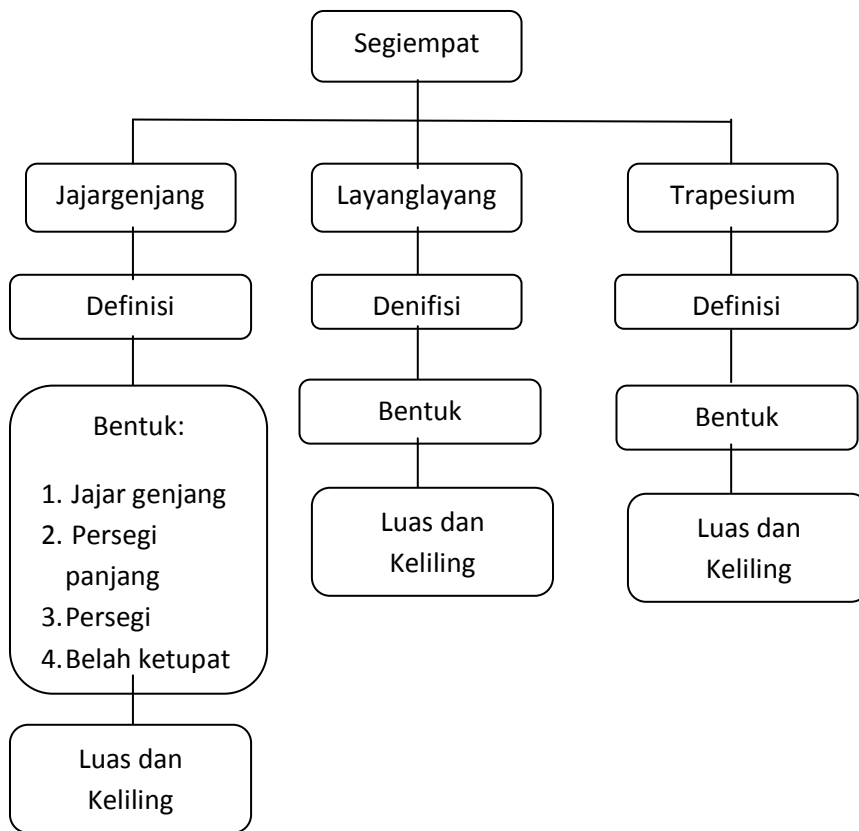 Segiempat
Jajargenjang
Layanglayang
Trapesium
Definisi
Denifisi
Definisi
Bentuk:
1. Jajar genjang
2. Persegi
panjang
3. Persegi
4. Belah ketupat
Bentuk
Bentuk
Luas dan
Keliling
Luas dan
Keliling
Luas dan
Keliling